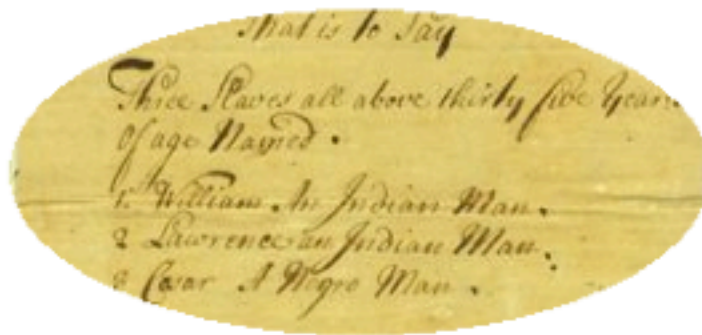 that is to say
Three Slaves all above thirty five Years
Of age Named.
1. William An Indian Man.
2 Lawrence an Indian Man.
3 Cesar A Negro Man.